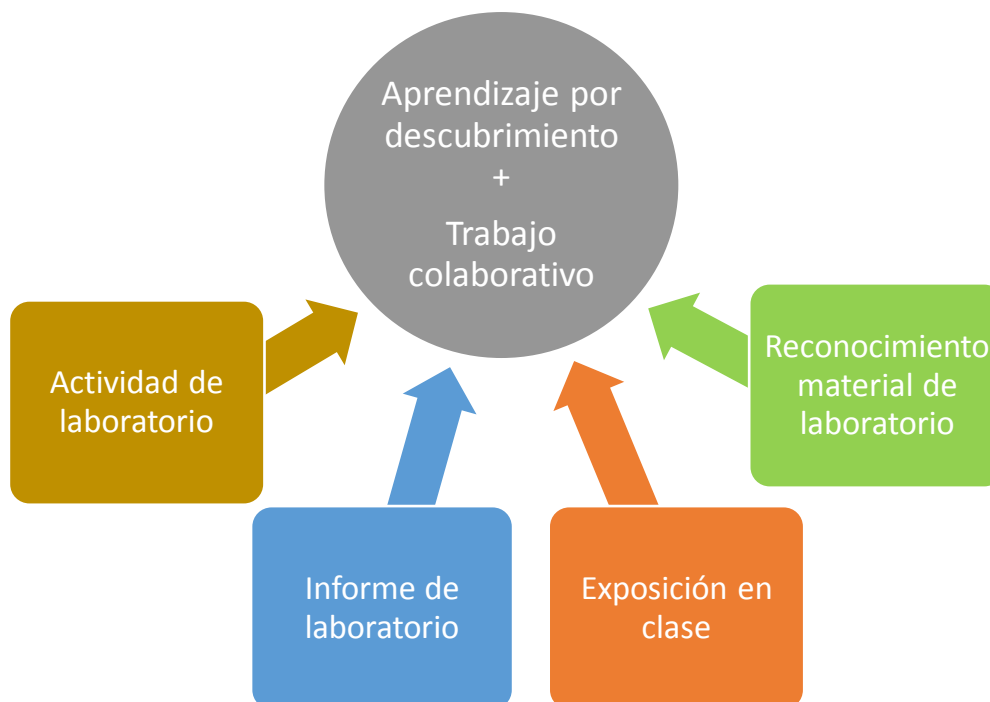 Aprendizaje por
descubrimiento
+
Trabajo
colaborativo
Actividad de
laboratorio
Informe de
laboratorio
Exposición en
clase
Reconocimiento
material de
laboratorio